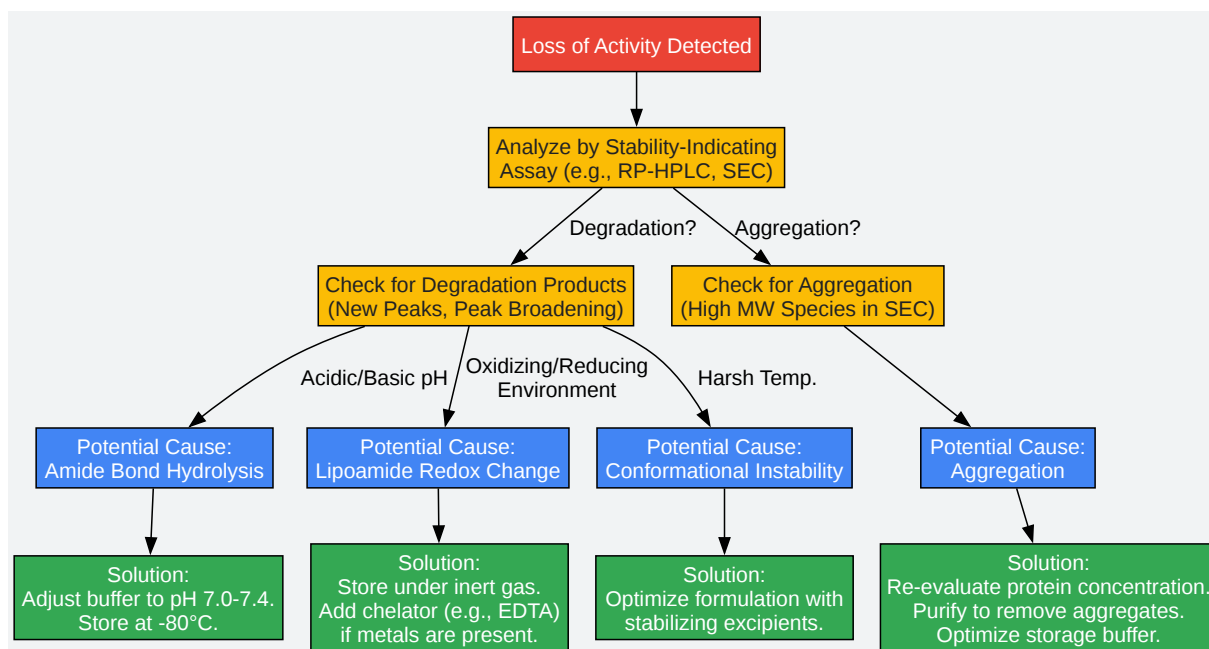 Loss of Activity Detected
Analyze by Stability-Indicating
Assay (e.g., RP-HPLC, SEC)
Degradation?
Aggregation?
Check for Degradation Products
(New Peaks, Peak Broadening)
Check for Aggregation
(High MW Species in SEC)
Acidic/Basic pH
Oxidizing/Reducing
Environment
Harsh Temp.
Potential Cause:
Amide Bond Hydrolysis
Potential Cause:
Lipoamide Redox Change
Potential Cause:
Conformational Instability
Potential Cause:
Aggregation
Solution:
Adjust buffer to pH 7.0-7.4.
Store at -80°C.
Solution:
Store under inert gas.
Add chelator (e.g., EDTA)
if metals are present.
Solution:
Optimize formulation with
stabilizing excipients.
Solution:
Re-evaluate protein concentration.
Purify to remove aggregates.
Optimize storage buffer.